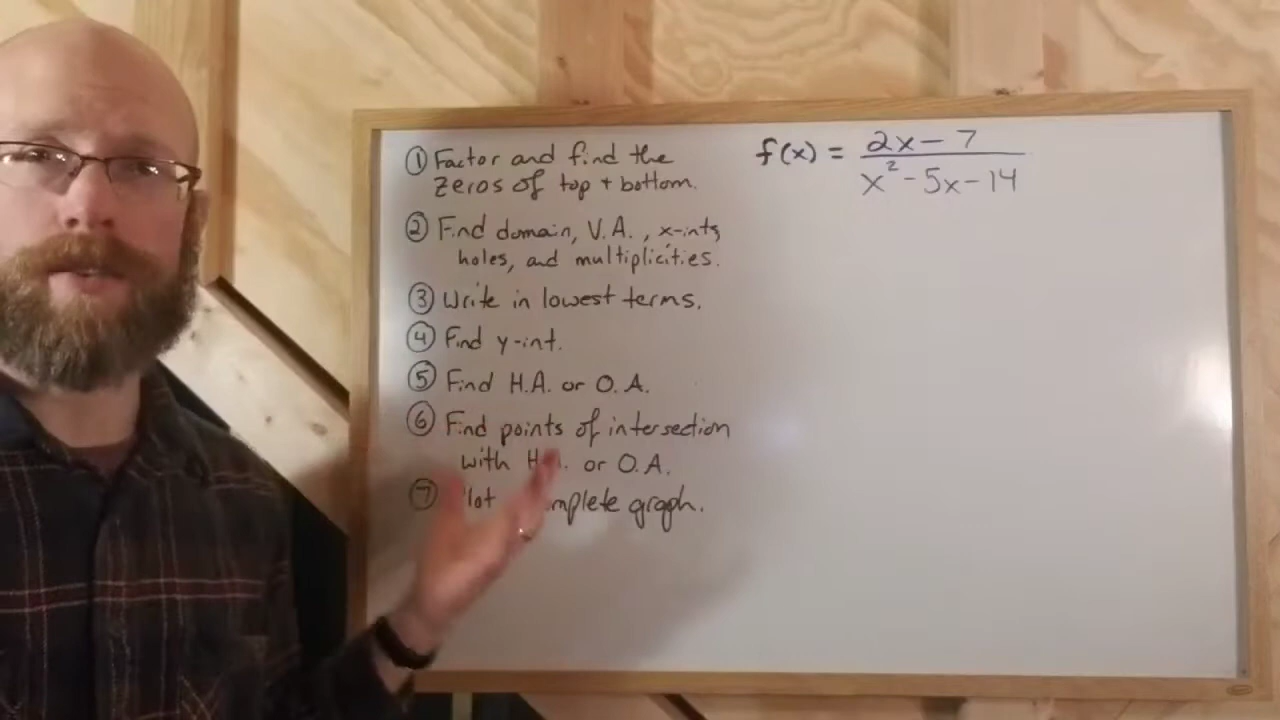 ① Factor and find the
zeros of top + bottom.
② Find domain, V.A., x-ints,
holes, and multiplicities.
③ Write in lowest terms.
④ Find y-int.
⑤ Find H.A. or O.A.
⑥ Find points of intersection
with H.A. or O.A.
⑦ Plot complete graph.
f(x) = 2x - 7
x² - 5x - 14